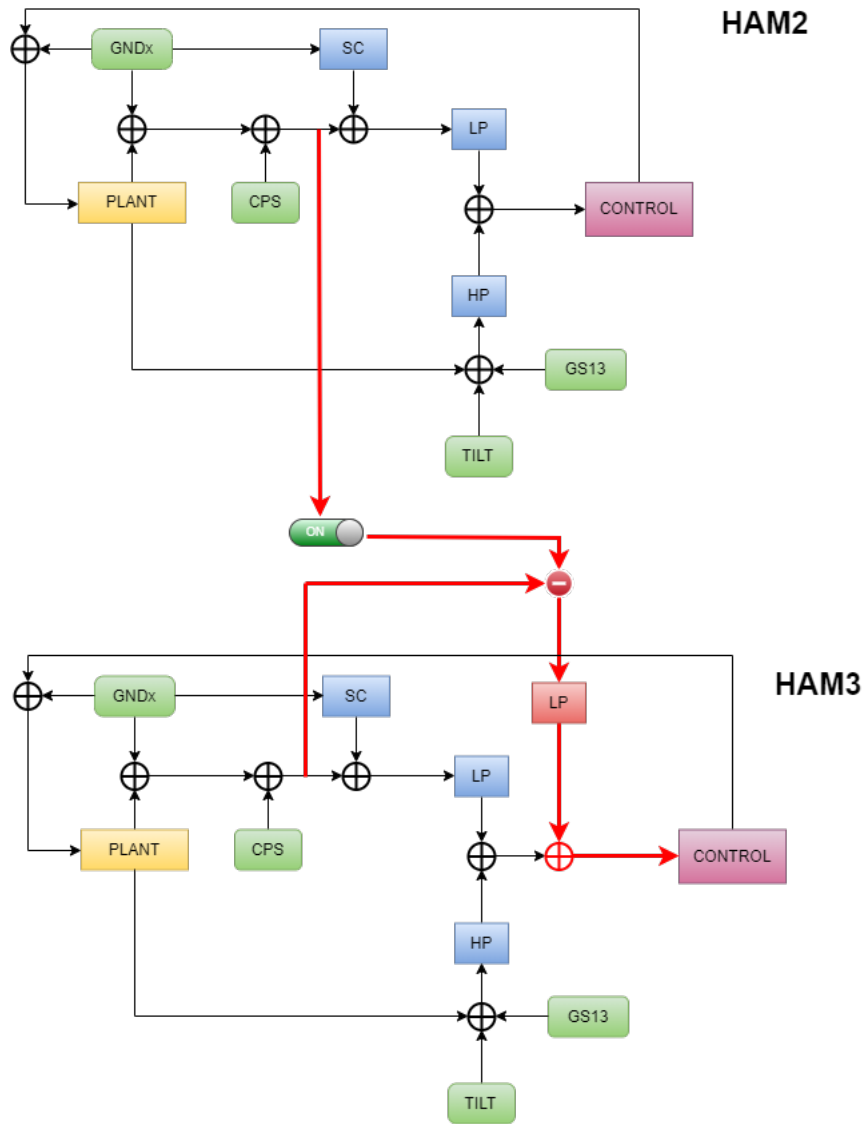 HAM2
GNDx
SC
LP
PLANT
CPS
CONTROL
HP
GS13
TILT
ON
HAM3
GNDx
SC
LP
LP
PLANT
CPS
CONTROL
HP
GS13
TILT